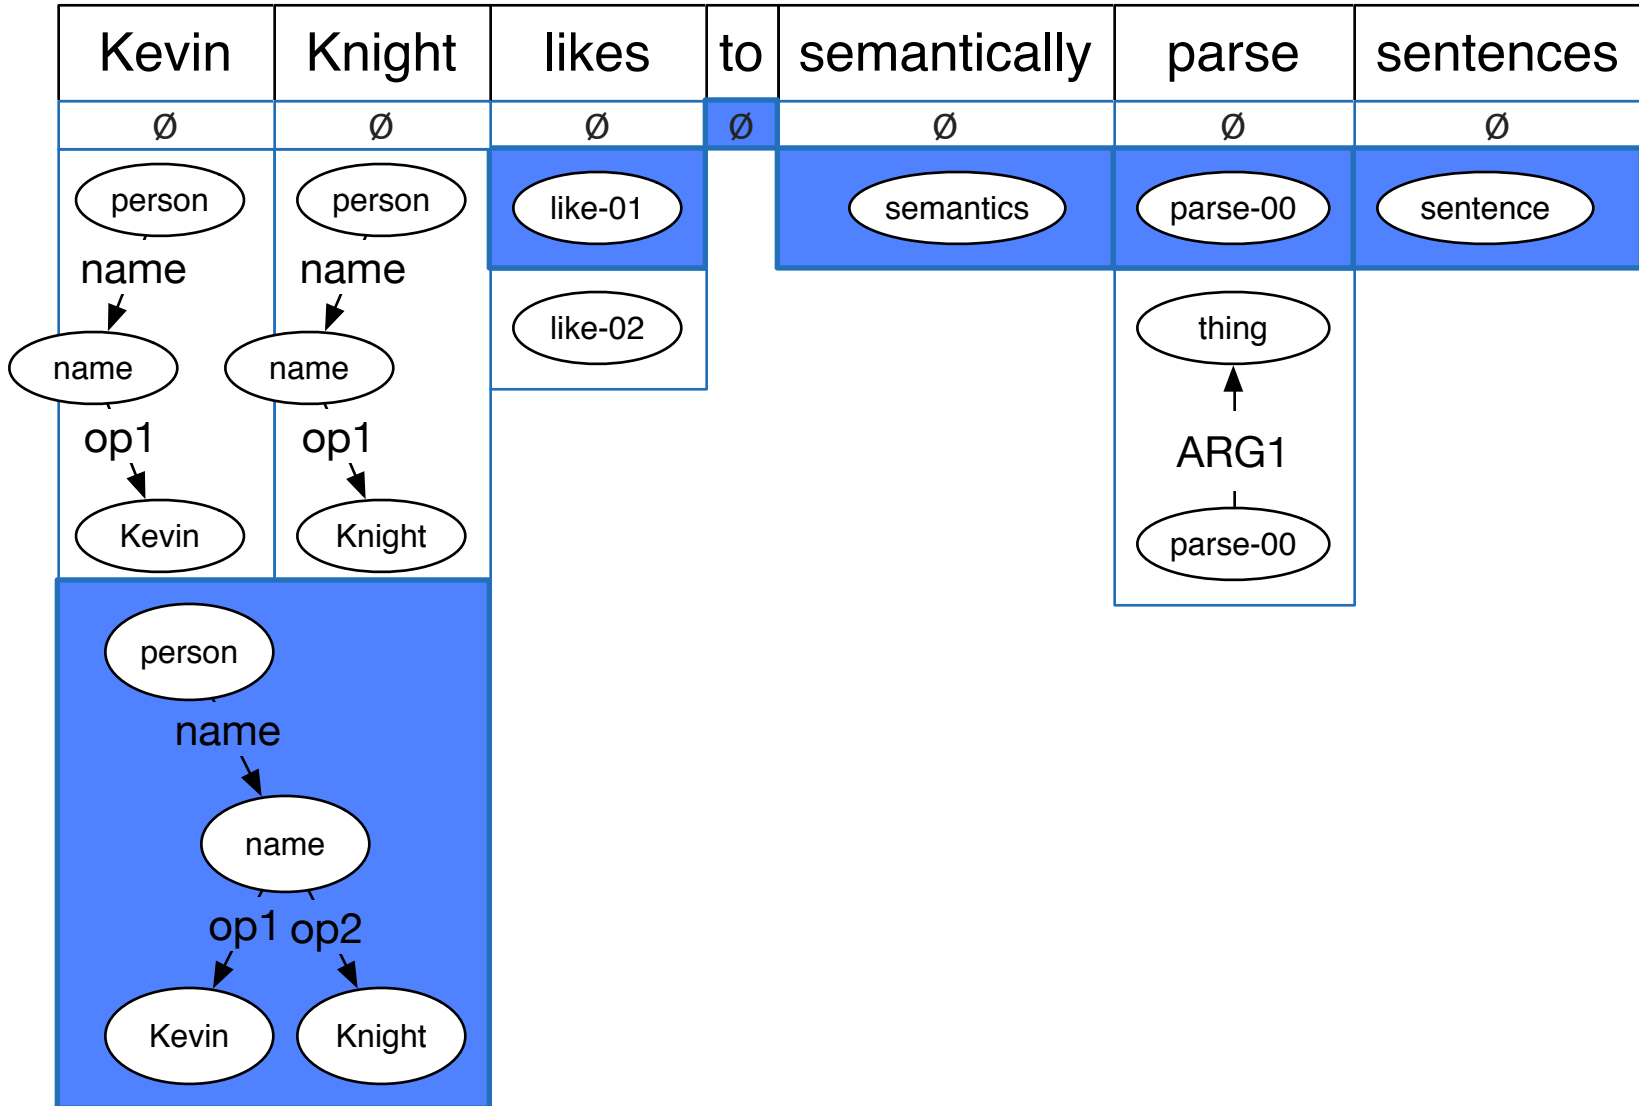 Kevin Knight likes to semantically parse sentences
Ø Ø Ø Ø Ø Ø Ø
person person like-01 semantics parse-00 sentence
name name
like-02 thing
name name
op1 op1 ARG1
Kevin Knight parse-00
person
name
name
op1 op2
Kevin Knight